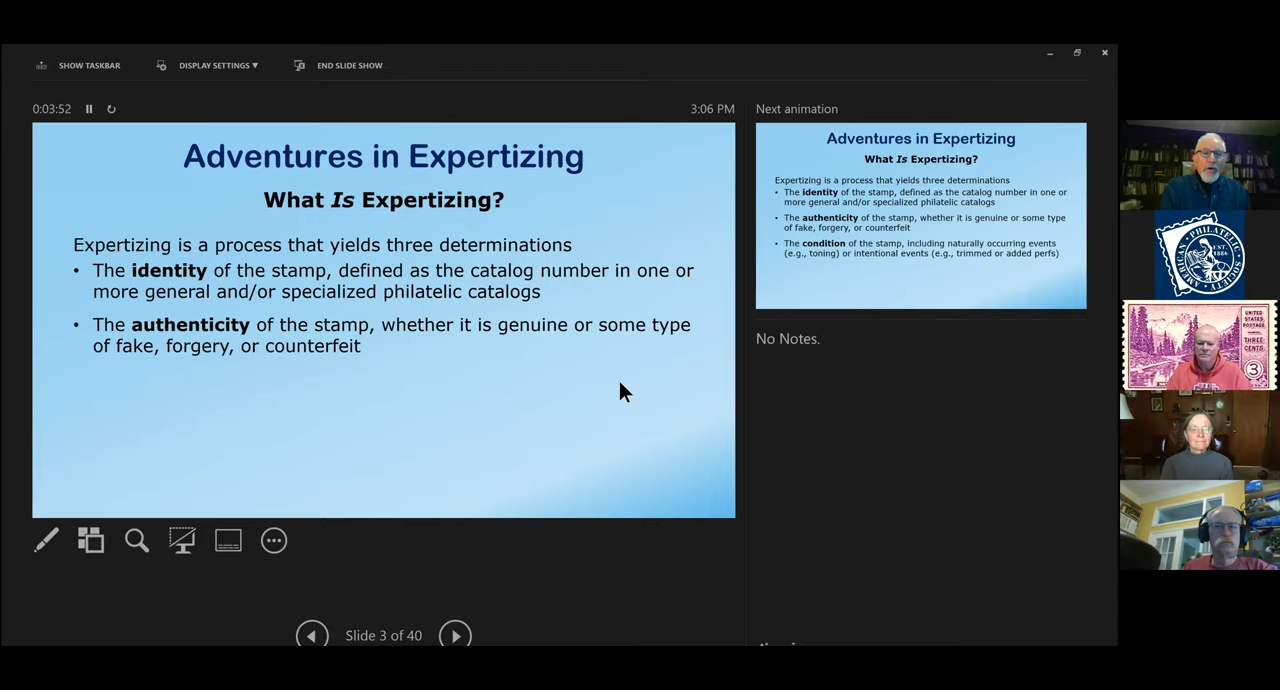 SHOW TASKBAR
DISPLAY SETTINGS ▼
END SLIDE SHOW
0:03:52
3:06 PM
Adventures in Expertizing
What Is Expertizing?
Expertizing is a process that yields three determinations
• The identity of the stamp, defined as the catalog number in one or
more general and/or specialized philatelic catalogs
• The authenticity of the stamp, whether it is genuine or some type
of fake, forgery, or counterfeit
Slide 3 of 40
Next animation
Adventures in Expertizing
What Is Expertizing?
Expertizing is a process that yields three determinations
• The identity of the stamp, defined as the catalog number in one or
more general and/or specialized philatelic catalogs
• The authenticity of the stamp, whether it is genuine or some type
of fake, forgery, or counterfeit
• The condition of the stamp, including naturally occurring events
(e.g., toning) or intentional events (e.g., trimmed or added perfs)
No Notes.
AMERICAN PHILATELIC SOCIETY
EST.
1886
UNITED
STATES
POSTAGE
THREE
CENTS
3